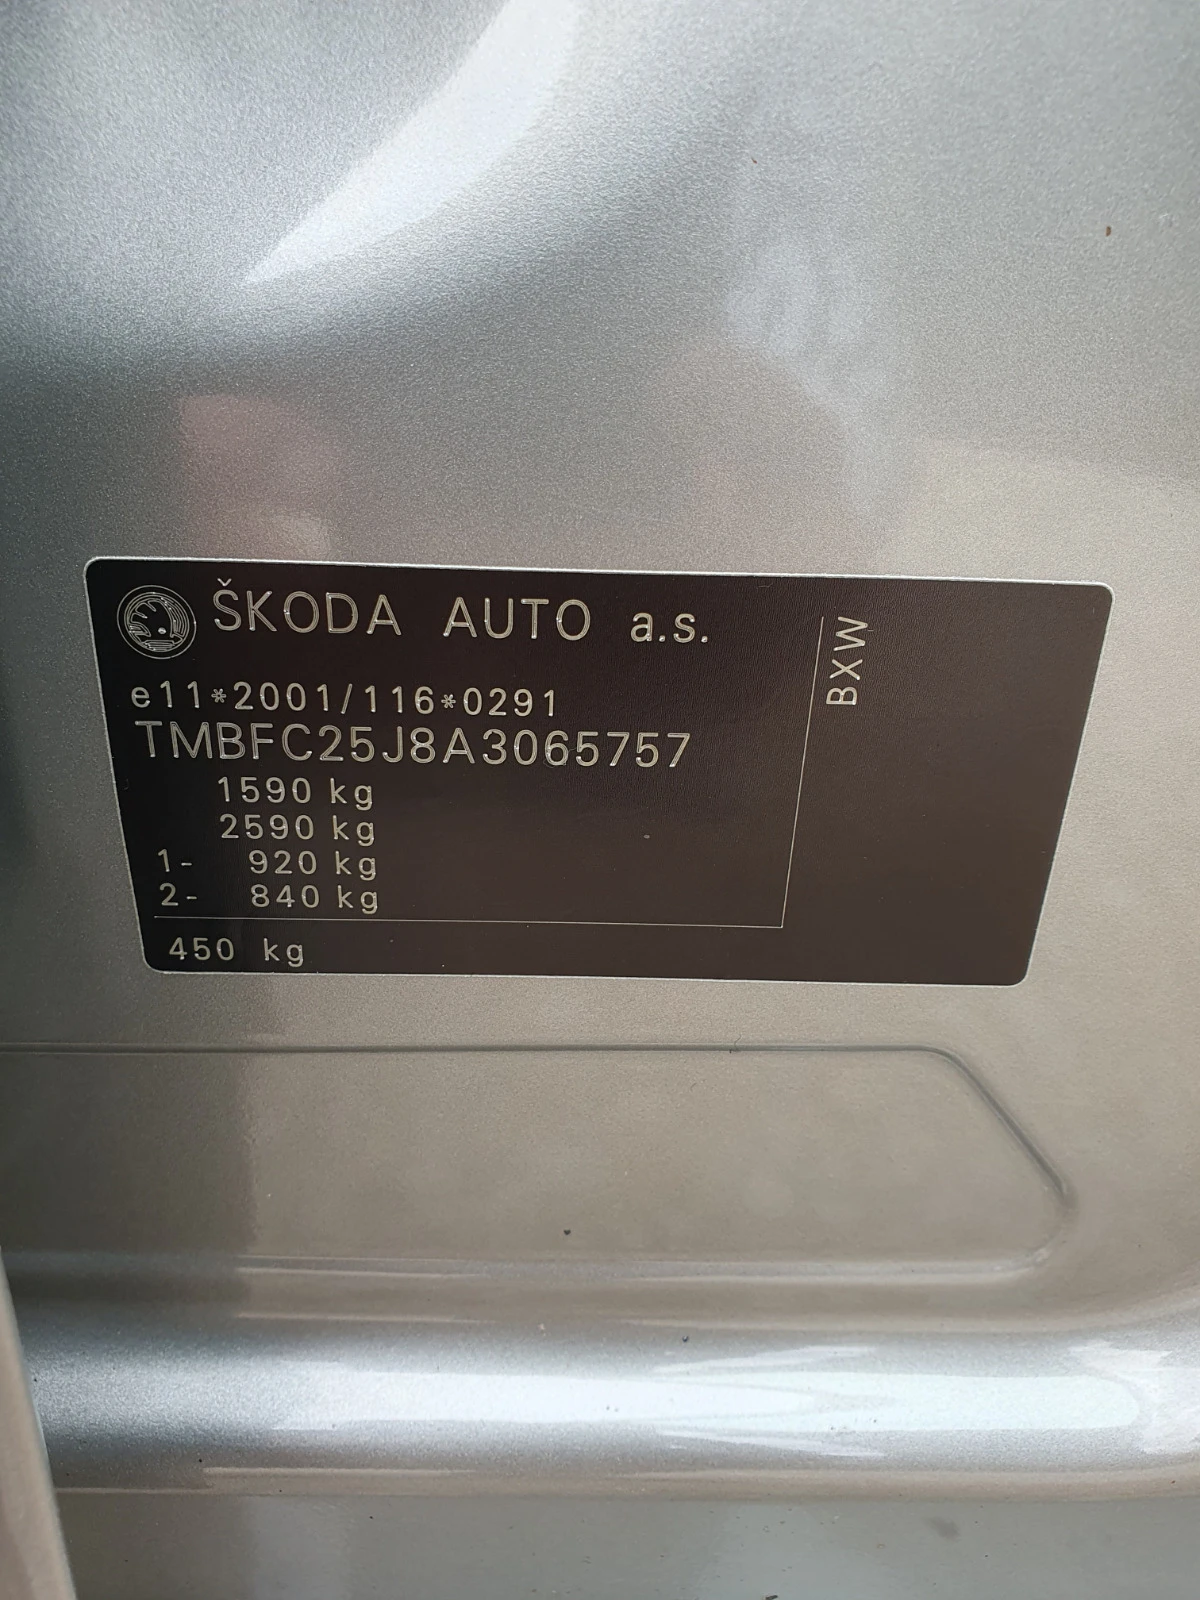 ŠKODA AUTO a.s.
BXW
e11*2001/116*0291
TMBFC25J8A3065757
1590 kg
2590 kg
1- 920 kg
2- 840 kg
450 kg